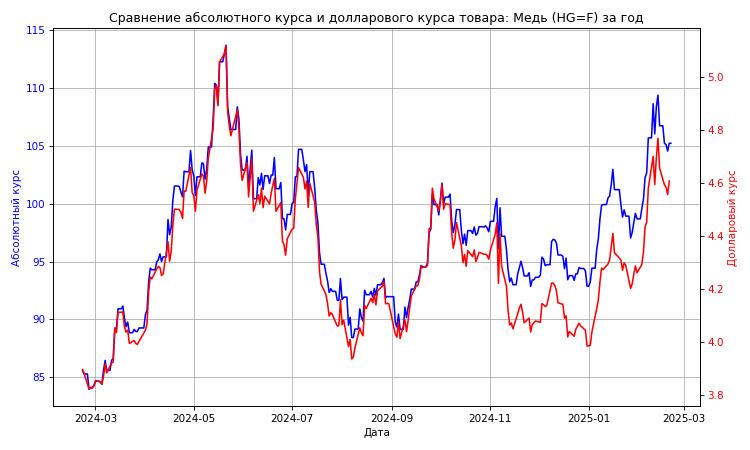 Сравнение абсолютного курса и долларового курса товара: Медь (HG=F) за год
115
110
105
100
95
90
85
Абсолютный курс
5.0
4.8
4.6
4.4
4.2
4.0
3.8
Долларовый курс
2024-03 2024-05 2024-07 2024-09 2024-11 2025-01 2025-03
Дата